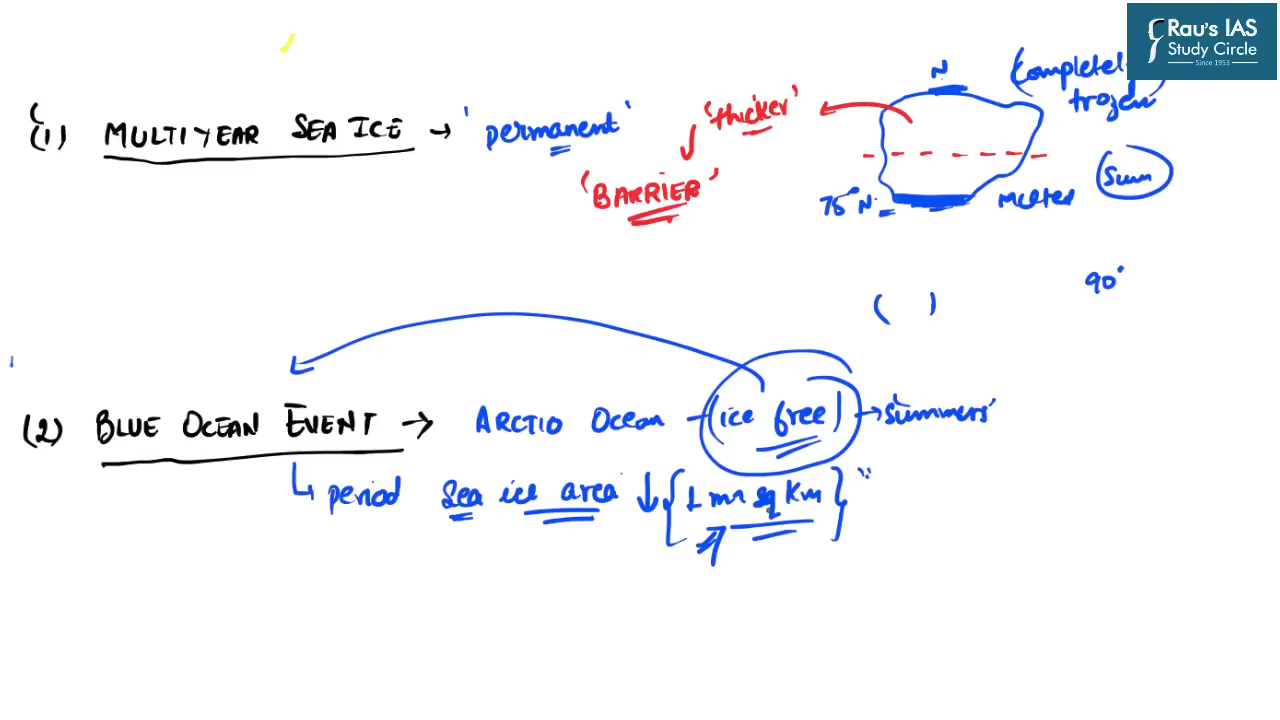 Rau's IAS
Study Circle
Since 1953
N
(completely
frozen
(1) MULTIYEAR SEA ICE → 'permanent'
'thicker'
'BARRIER'
75° N
Melted
Sum
90°
( )
(2) BLUE OCEAN EVENT → ARCTIC OCEAN - (ice free) → 'summers'
↳ period sea ice area ↓ {1 mn sq km}